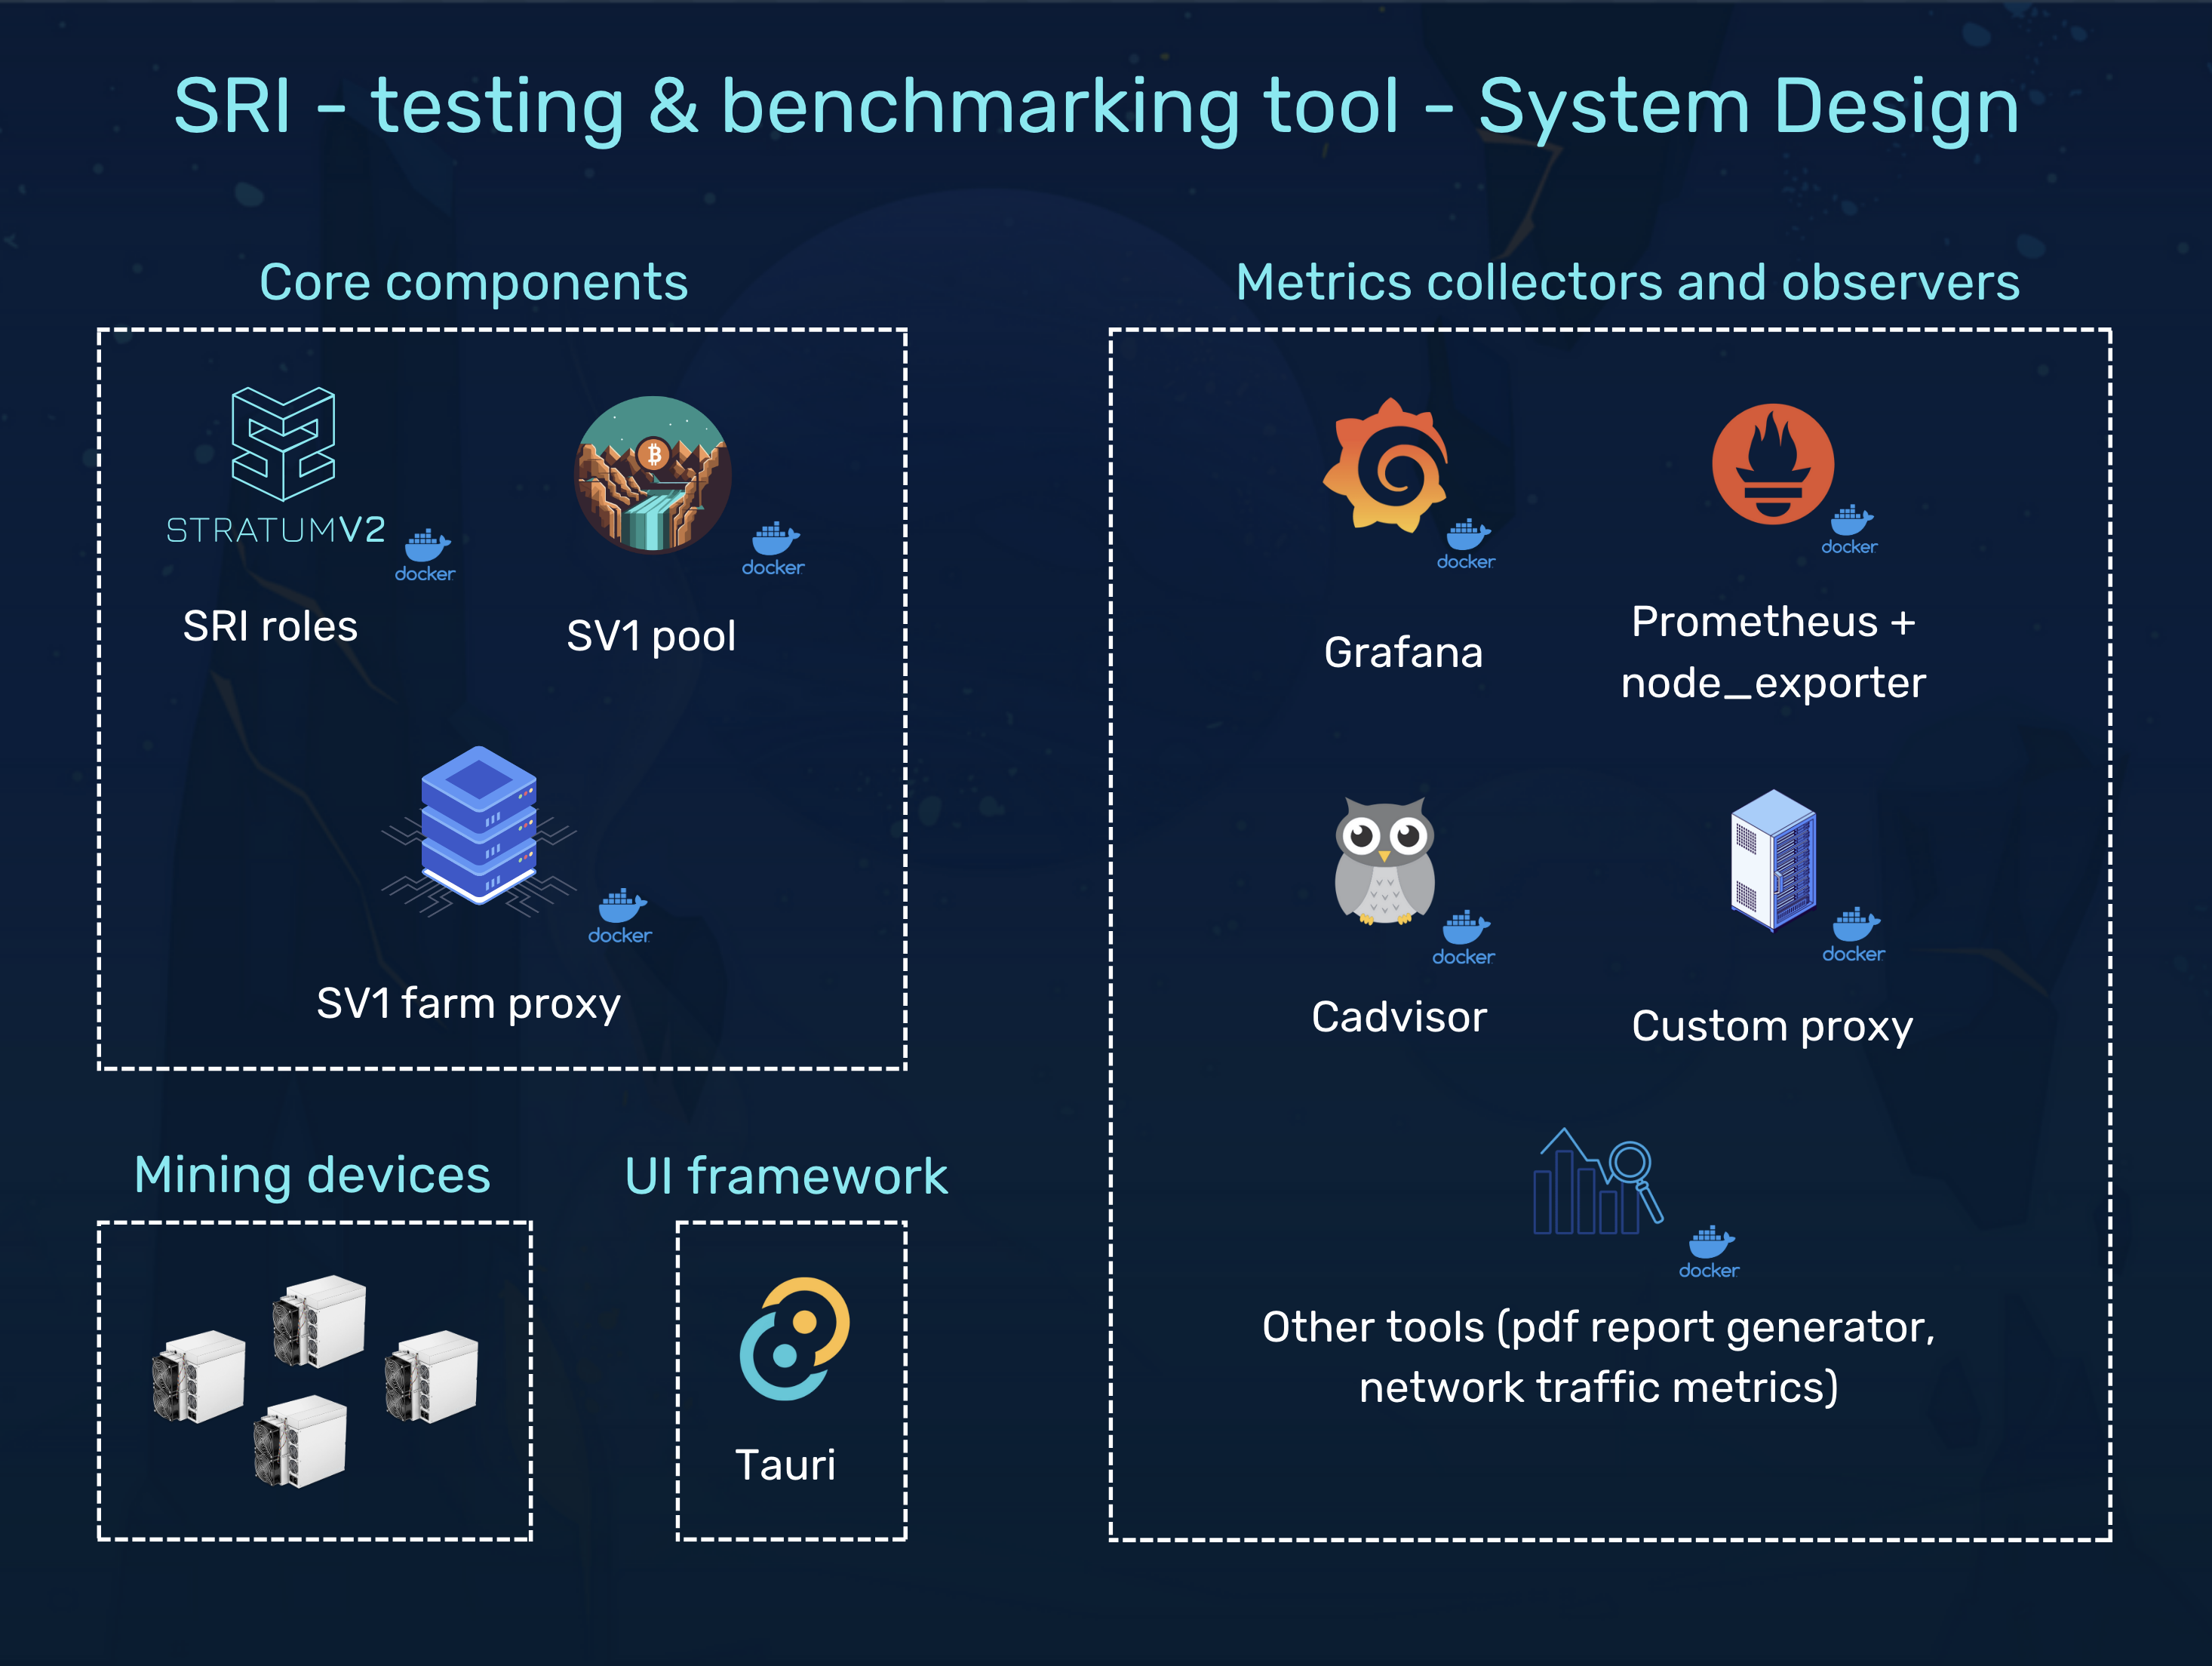 SRI - testing & benchmarking tool - System Design
Core components
STRATUMV2
docker
SRI roles
docker
SV1 pool
docker
SV1 farm proxy
Mining devices
UI framework
Tauri
Metrics collectors and observers
docker
Grafana
docker
Prometheus +
node_exporter
docker
Cadvisor
docker
Custom proxy
docker
Other tools (pdf report generator,
network traffic metrics)